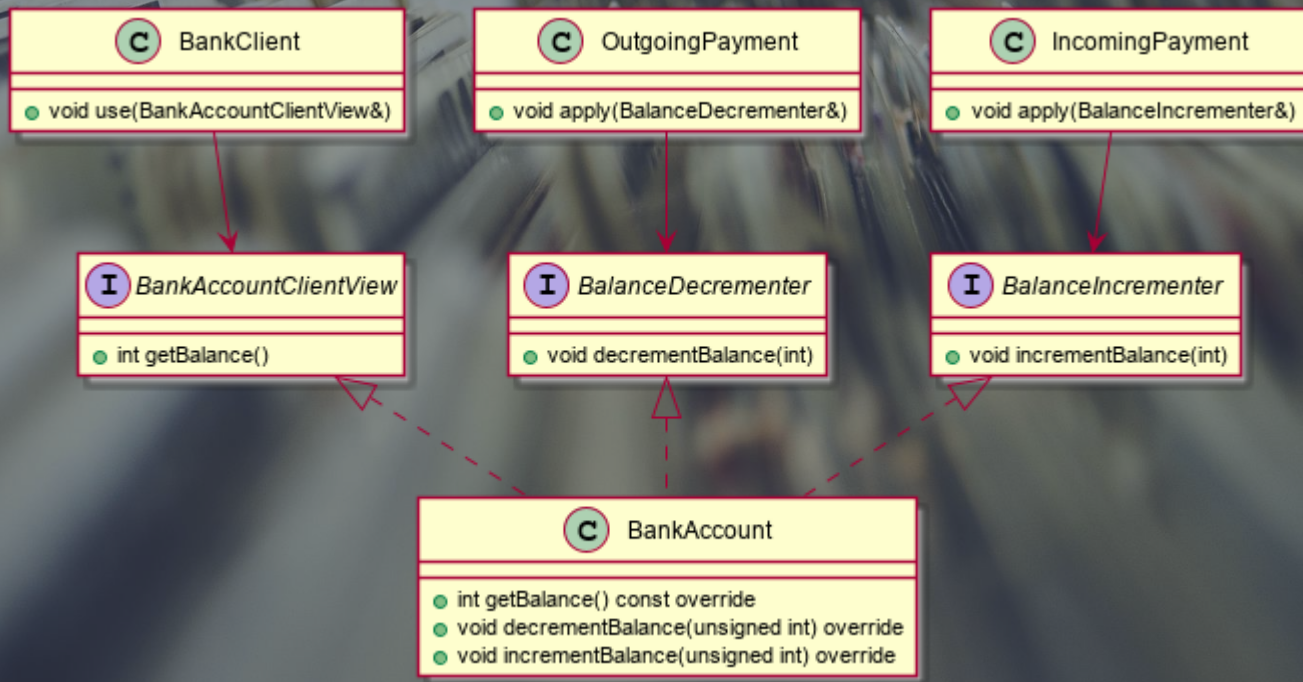 C BankClient
void use(BankAccountClientView&)
C OutgoingPayment
void apply(BalanceDecrementer&)
C IncomingPayment
void apply(BalanceIncrementer&)
I BankAccountClientView
int getBalance()
I BalanceDecrementer
void decrementBalance(int)
I BalanceIncrementer
void incrementBalance(int)
C BankAccount
int getBalance() const override
void decrementBalance(unsigned int) override
void incrementBalance(unsigned int) override